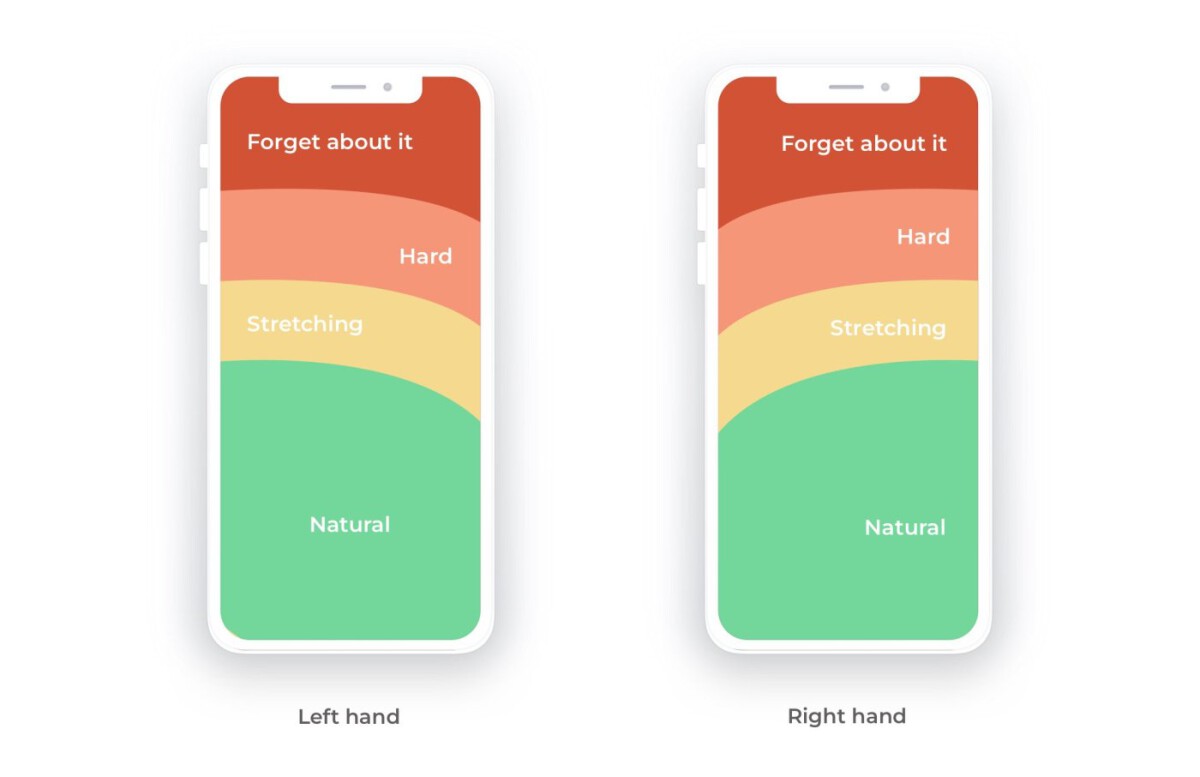 Forget about it
Hard
Stretching
Natural
Left hand
Forget about it
Hard
Stretching
Natural
Right hand